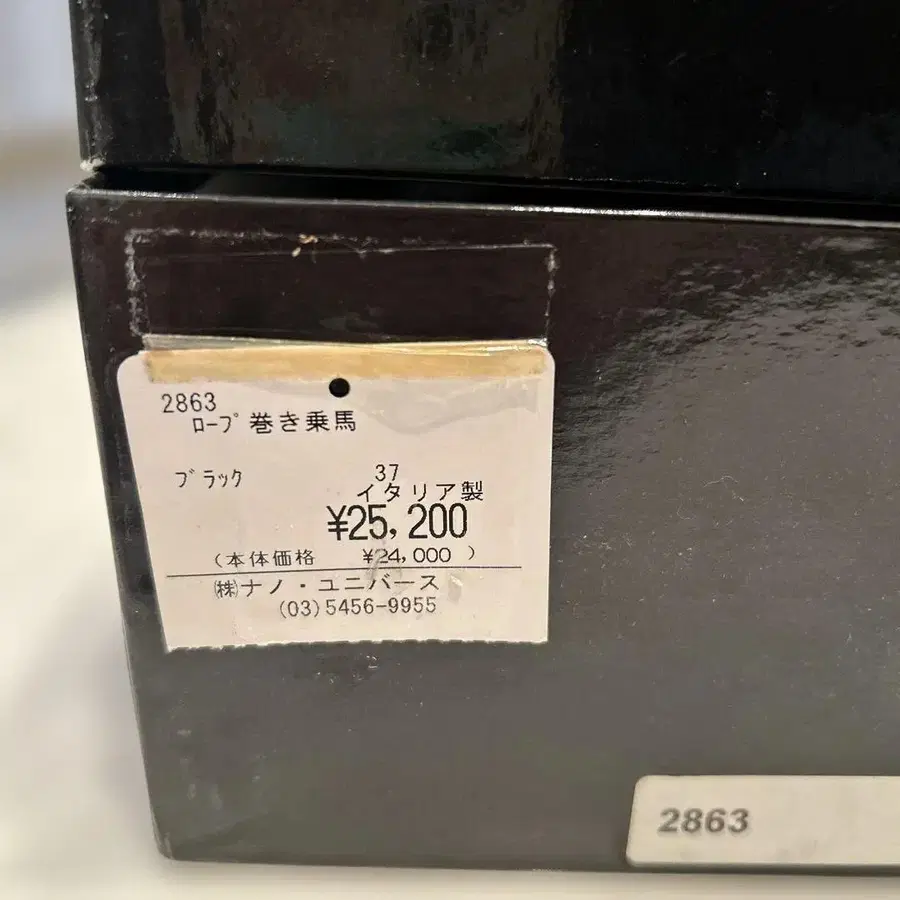 2863
ﾛｰﾌﾟ巻き乗馬
ﾌﾞﾗｯｸ 37
イタリア製
¥25,200
(本体価格 ¥24,000 )
㈱ナノ・ユニバース
(03)5456-9955
2863